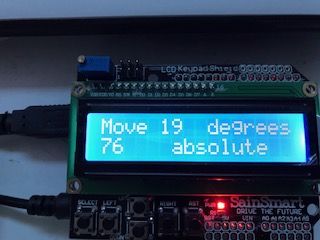 LCD Keypad Shield
Move 19 degrees
76 absolute
SainSmart
DRIVE THE FUTURE
SELECT LEFT
RIGHT RST